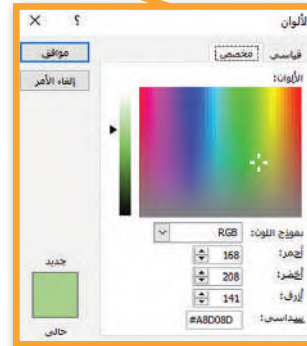 الألوان ? ×
قياسي مخصص موافق
إلغاء الأمر
الألوان:
نموذج اللون: RGB
أحمر: 168
أخضر: 208
أزرق: 141
سداسي: #A8D08D
جديد
حالي